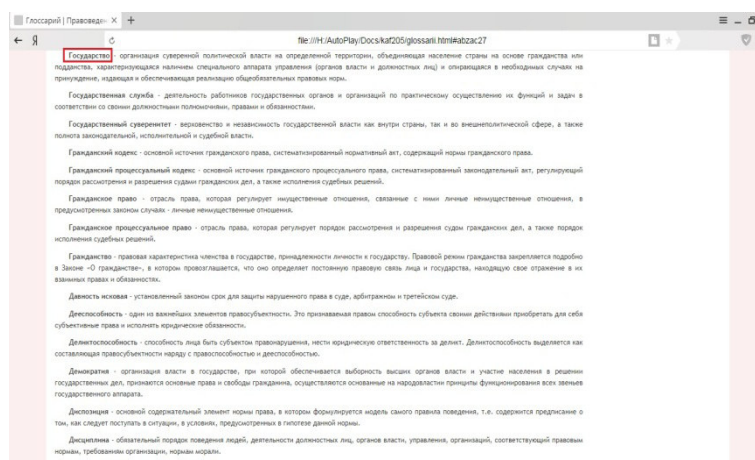 Глоссарий | Правоведен × +
← Я file:///H:/AutoPlay/Docs/kaf205/glossarii.html#abzac27
Государство - организация суверенной политической власти на определенной территории, объединяющая население страны на основе гражданства или
подданства, характеризующаяся наличием специального аппарата управления (органов власти и должностных лиц) и опирающаяся в необходимых случаях на
принуждение, издающая и обеспечивающая реализацию общеобязательных правовых норм.
Государственная служба - деятельность работников государственных органов и организаций по практическому осуществлению их функций и задач в
соответствии со своими должностными полномочиями, правами и обязанностями.
Государственный суверенитет - верховенство и независимость государственной власти как внутри страны, так и во внешнеполитической сфере, а также
полнота законодательной, исполнительной и судебной власти.
Гражданский кодекс - основной источник гражданского права, систематизированный нормативный акт, содержащий нормы гражданского права.
Гражданский процессуальный кодекс - основной источник гражданского процессуального права, систематизированный законодательный акт, регулирующий
порядок рассмотрения и разрешения судами гражданских дел, а также исполнения судебных решений.
Гражданское право - отрасль права, которая регулирует имущественные отношения, связанные с ними личные неимущественные отношения, в
предусмотренных законом случаях - личные неимущественные отношения.
Гражданское процессуальное право - отрасль права, которая регулирует порядок рассмотрения и разрешения судом гражданских дел, а также порядок
исполнения судебных решений.
Гражданство - правовая характеристика членства в государстве, принадлежности личности к государству. Правовой режим гражданства закрепляется подробно
в Законе «О гражданстве», в котором провозглашается, что оно определяет постоянную правовую связь лица и государства, находящую свое отражение в их
взаимных правах и обязанностях.
Давность исковая - установленный законом срок для защиты нарушенного права в суде, арбитражном и третейском суде.
Дееспособность - один из важнейших элементов правосубъектности. Это признаваемая правом способность субъекта своими действиями приобретать для себя
субъективные права и исполнять юридические обязанности.
Деликтоспособность - способность лица быть субъектом правонарушения, нести юридическую ответственность за деликт. Деликтоспособность выделяется как
составляющая правосубъектности наряду с правоспособностью и дееспособностью.
Демократия - организация власти в государстве, при которой обеспечивается выборность высших органов власти и участие населения в решении
государственных дел, признаются основные права и свободы гражданина, осуществляются основанные на народовластии принципы функционирования всех звеньев
государственного аппарата.
Диспозиция - основной содержательный элемент нормы права, в котором формулируется модель самого правила поведения, т.е. содержится предписание о
том, как следует поступать в ситуации, в условиях, предусмотренных в гипотезе данной нормы.
Дисциплина - обязательный порядок поведения людей, деятельности должностных лиц, органов власти, управления, организаций, соответствующий правовым
нормам, требованиям организации, нормам морали.